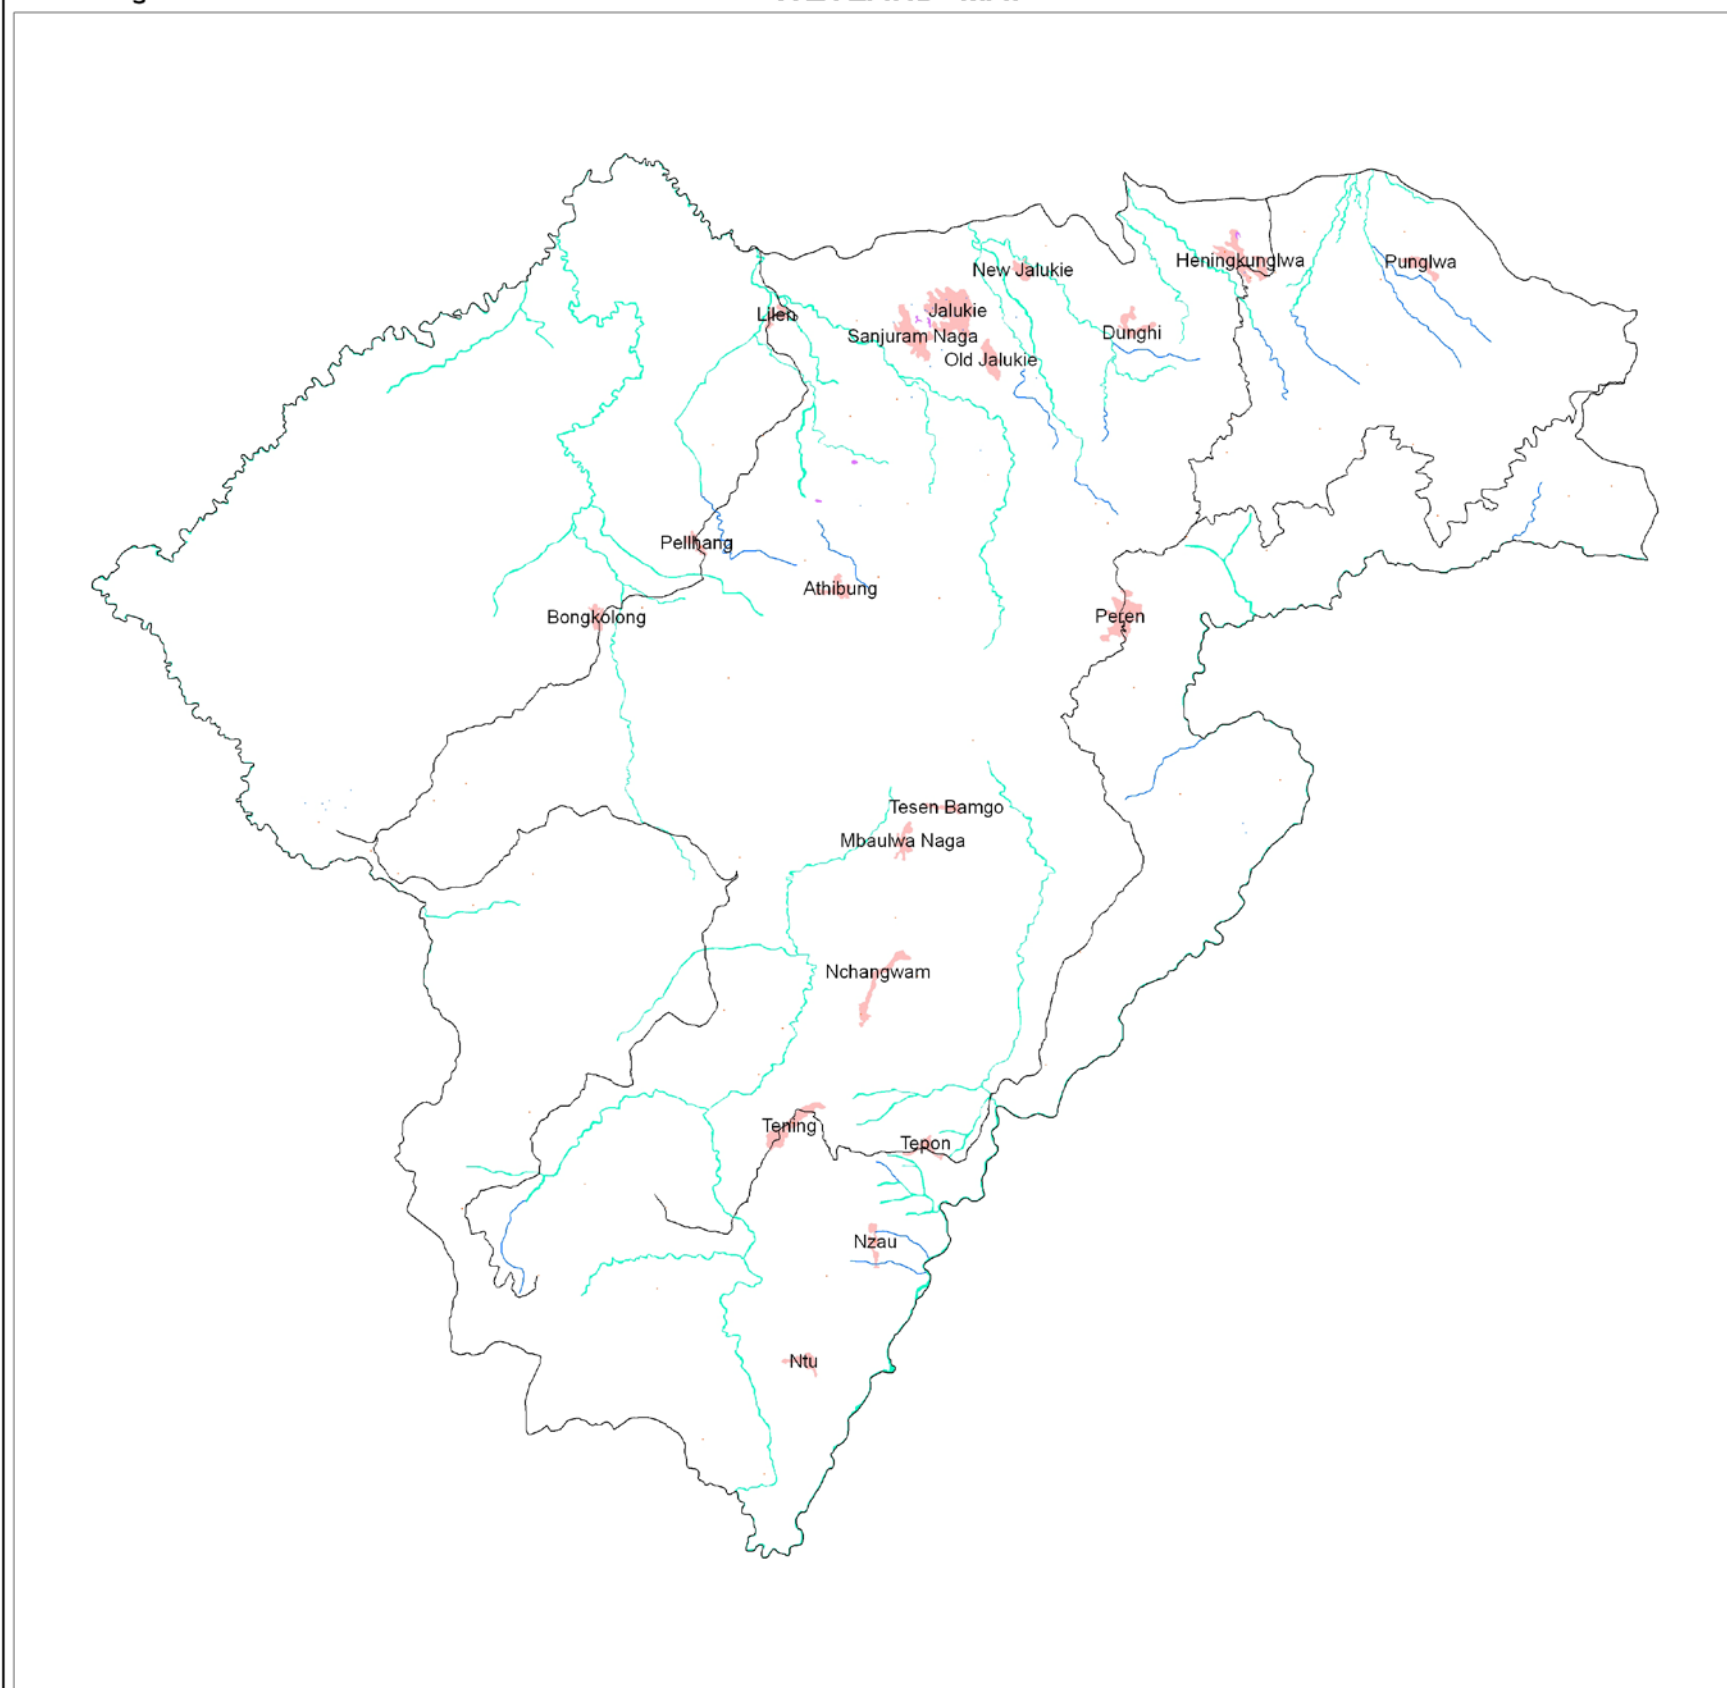 Heningkunglwa
Punglwa
New Jalukie
Jalukie
Lilen
Dunghi
Sanjuram Naga
Old Jalukie
Pellhang
Athibung
Bongkolong
Peren
Tesen Bamgo
Mbaulwa Naga
Nchangwam
Tening
Tepon
Nzau
Ntu